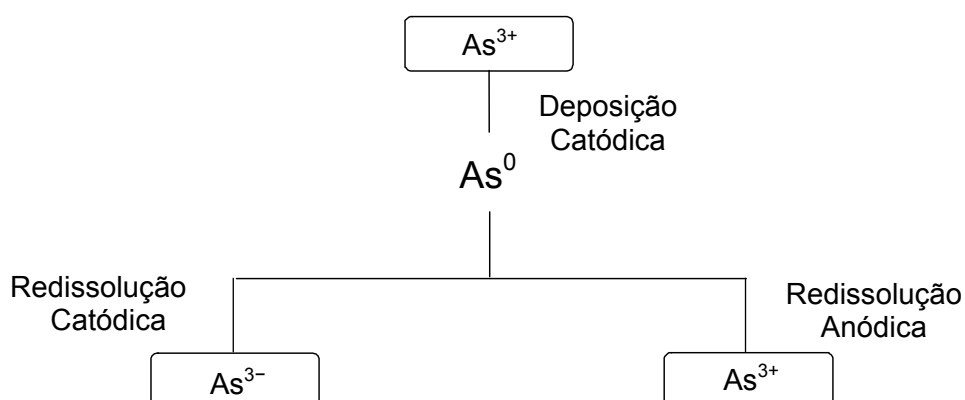 As³⁺
Deposição
Catódica
As⁰
Redissolução
Catódica
Redissolução
Anódica
As³⁻
As³⁺